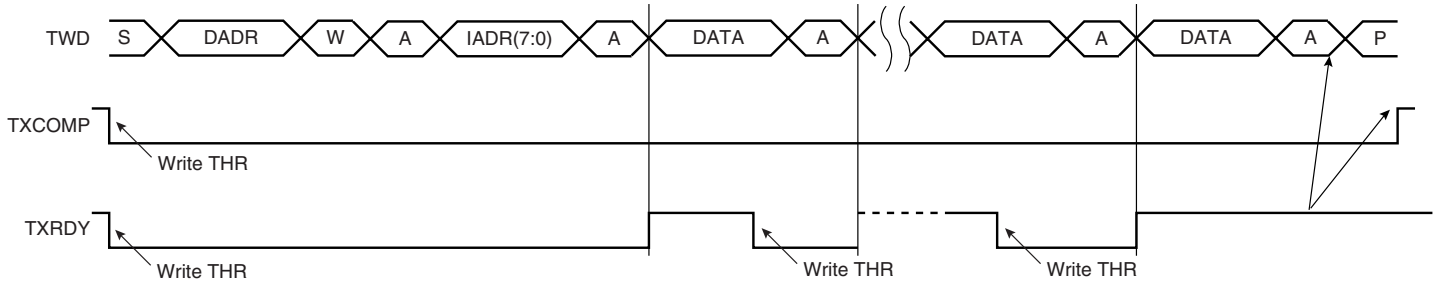 TWD S DADR W A IADR(7:0) A DATA A DATA A DATA A P
TXCOMP
Write THR
TXRDY
Write THR Write THR Write THR